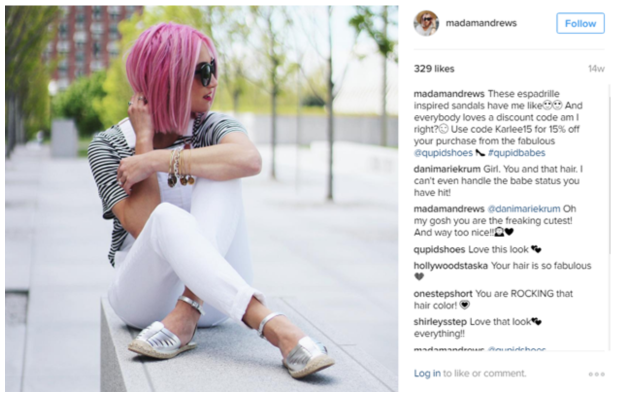 madamandrews
Follow
329 likes
14w
madamandrews These espadrille
inspired sandals have me like😍😍 And
everybody loves a discount code am I
right?😉 Use code Karlee15 for 15% off
your purchase from the fabulous
@qupidshoes 👠 #qupidbabes
danimariekrum Girl. You and that hair. I
can't even handle the babe status you
have hit!
madamandrews @danimariekrum Oh
my gosh you are the freaking cutest!
And way too nice!!🙈🖤
qupidshoes Love this look 💕
hollywoodstaska Your hair is so fabulous
🖤
onestepshort You are ROCKING that
hair color! 😍
shirleysstep Love that look💕
everything!!
madamandrews @qupidshoes
Log in to like or comment.